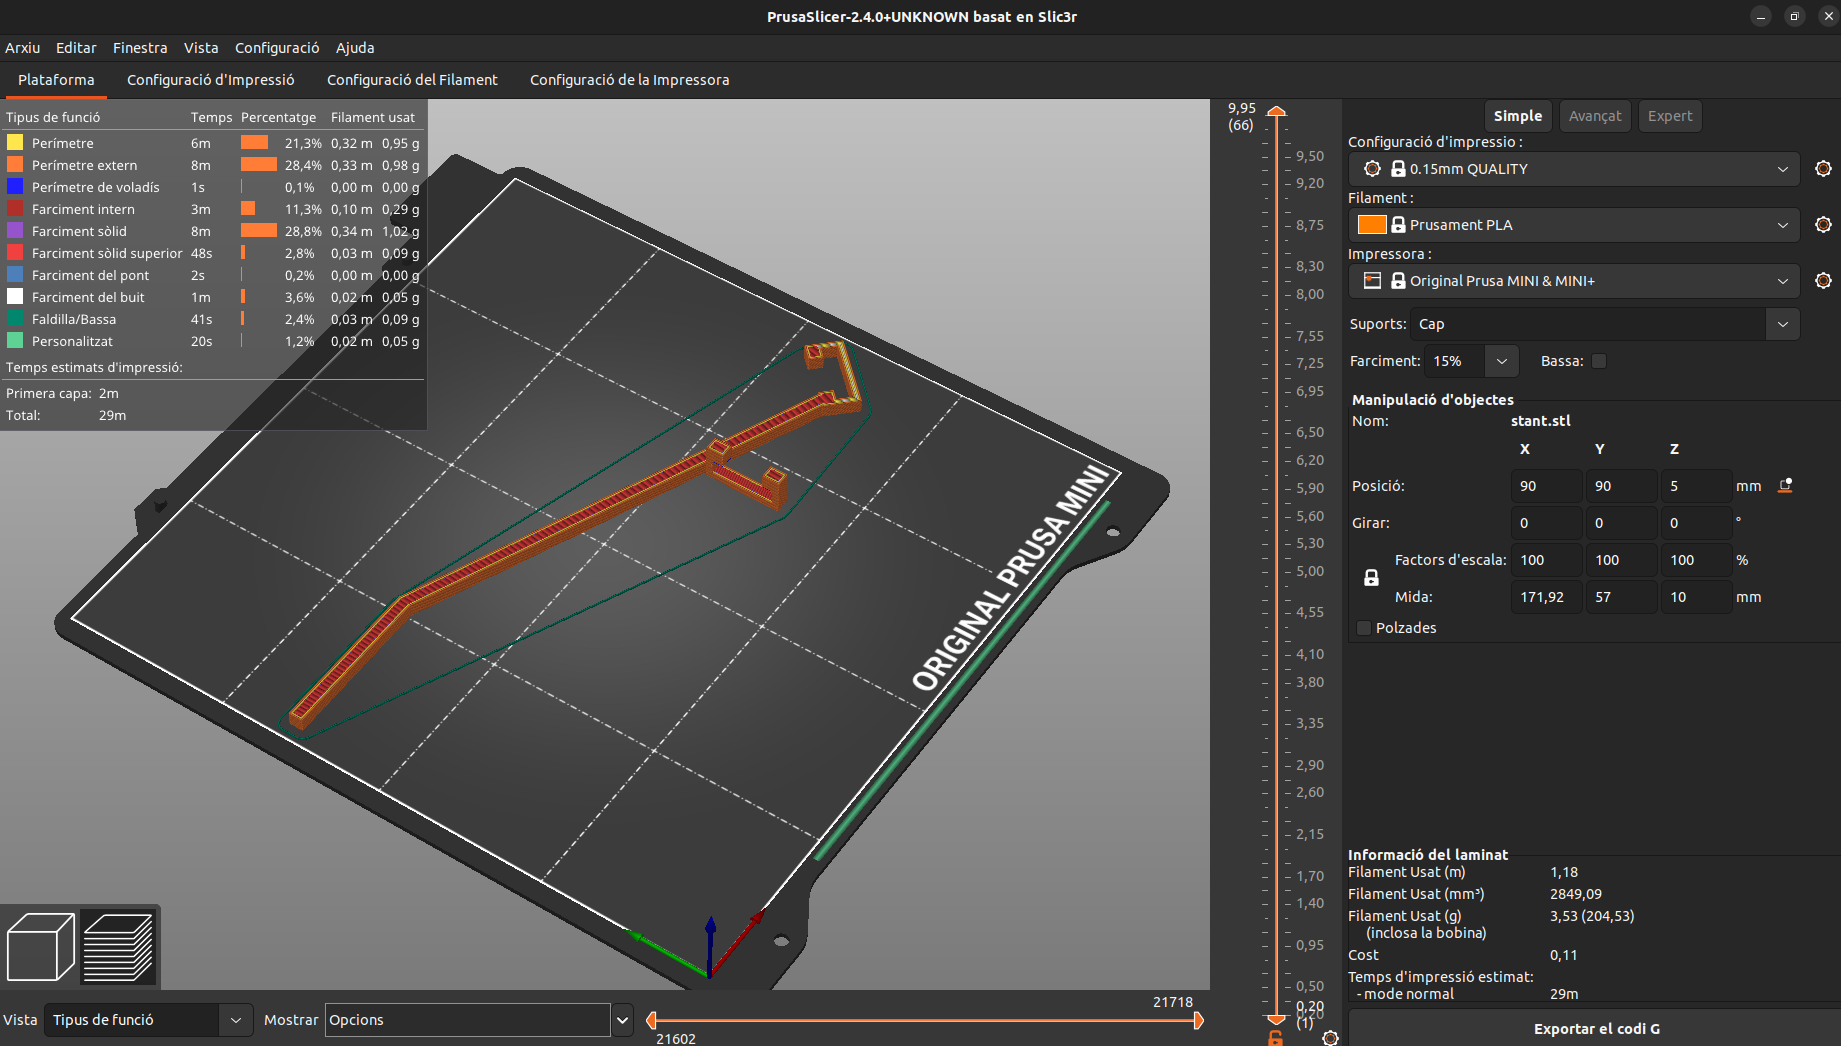 PrusaSlicer-2.4.0+UNKNOWN basat en Slic3r
Arxiu Editar Finestra Vista Configuració Ajuda
Plataforma Configuració d'Impressió Configuració del Filament Configuració de la Impressora
Tipus de funció Temps Percentatge Filament usat
Perímetre 6m 21,3% 0,32 m 0,95 g
Perímetre extern 8m 28,4% 0,33 m 0,98 g
Perímetre de voladís 1s 0,1% 0,00 m 0,00 g
Farciment intern 3m 11,3% 0,10 m 0,29 g
Farciment sòlid 8m 28,8% 0,34 m 1,02 g
Farciment sòlid superior 48s 2,8% 0,03 m 0,09 g
Farciment del pont 2s 0,2% 0,00 m 0,00 g
Farciment del buit 1m 3,6% 0,02 m 0,05 g
Faldilla/Bassa 41s 2,4% 0,03 m 0,09 g
Personalitzat 20s 1,2% 0,02 m 0,05 g
Temps estimats d'impressió:
Primera capa: 2m
Total: 29m
ORIGINAL PRUSA MINI
9,95
(66)
9,50
9,20
8,75
8,30
8,00
7,55
7,25
6,95
6,50
6,20
5,90
5,60
5,30
5,00
4,55
4,10
3,80
3,35
2,90
2,60
2,15
1,70
1,40
0,95
0,50
0,20
(1)
Simple Avançat Expert
Configuració d'impressio :
0.15mm QUALITY
Filament :
Prusament PLA
Impressora :
Original Prusa MINI & MINI+
Suports: Cap
Farciment: 15% Bassa:
Manipulació d'objectes
Nom: stant.stl
X Y Z
Posició: 90 90 5 mm
Girar: 0 0 0 °
Factors d'escala: 100 100 100 %
Mida: 171,92 57 10 mm
Polzades
Informació del laminat
Filament Usat (m) 1,18
Filament Usat (mm³) 2849,09
Filament Usat (g) 3,53 (204,53)
(inclosa la bobina)
Cost 0,11
Temps d'impressió estimat:
- mode normal 29m
Exportar el codi G
Vista Tipus de funció Mostrar Opcions
21718
21602